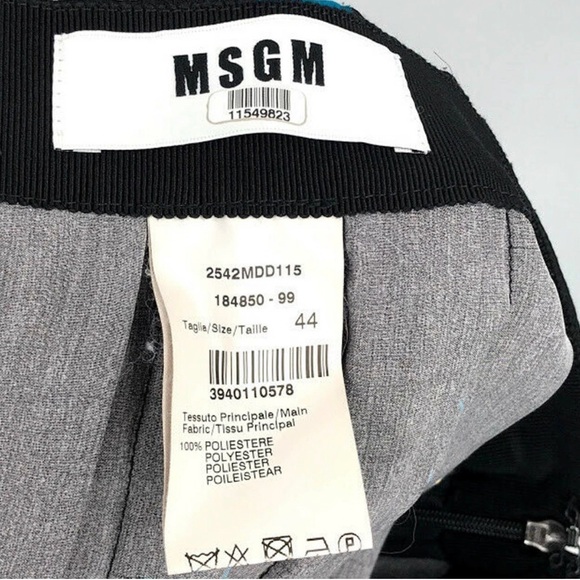 MSGM
11549823
2542MDD115
184850 - 99
Taglia/Size/Taille 44
3940110578
Tessuto Principale/Main
Fabric/Tissu Principal
100% POLIESTERE
POLYESTER
POLIESTER
POILEISTEAR